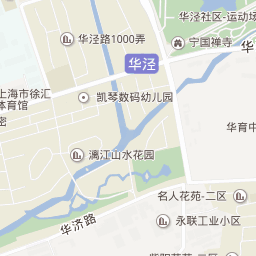 华泾社区-运动场
华泾路1000弄
宁国禅寺
华
华泾
上海市徐汇
体育馆
凯琴数码幼儿园
密
华育中
漓江山水花园
名人花苑-二区
华济路
永联工业小区